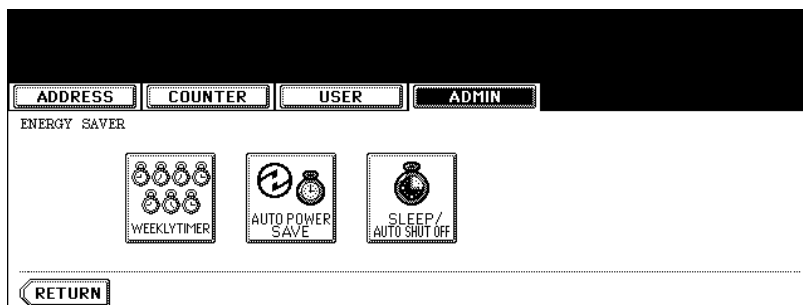 ADDRESS COUNTER USER ADMIN
ENERGY SAVER
WEEKLYTIMER
AUTO POWER
SAVE
SLEEP/
AUTO SHUT OFF
RETURN